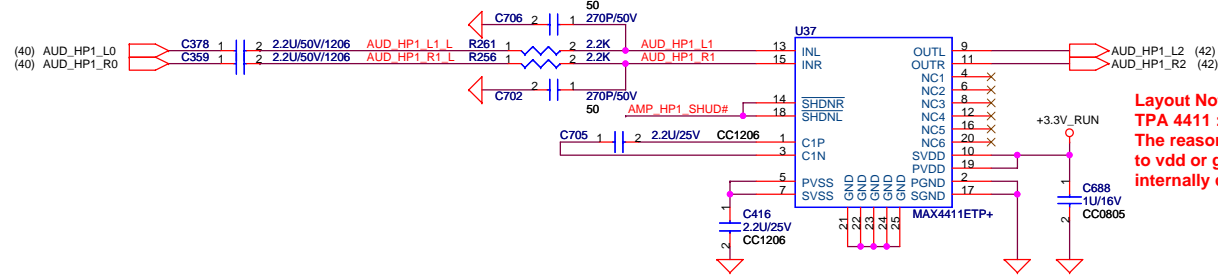 50
C706 2 1 270P/50V
U37
(40) AUD_HP1_L0 C378 1 2 2.2U/50V/1206 AUD_HP1_L1_L R261 1 2 2.2K AUD_HP1_L1 13 INL OUTL 9 AUD_HP1_L2 (42)
(40) AUD_HP1_R0 C359 1 2 2.2U/50V/1206 AUD_HP1_R1_L R256 1 2 2.2K AUD_HP1_R1 15 INR OUTR 11 AUD_HP1_R2 (42)
NC1 4
NC2 6
C702 2 1 270P/50V
50
14 SHDNR NC3 8
AMP_HP1_SHUD# 18 SHDNL NC4 12
NC5 16
C705 1 2 2.2U/25V CC1206 1 C1P NC6 20
3 C1N SVDD 10
PVDD 19
+3.3V_RUN
5 PVSS PGND 2
7 SVSS SGND 17
GND GND GND GND GND
21 22 23 24 25
MAX4411ETP+
1 C416 2.2U/25V
2 CC1206
1 C688
1U/16V
2 CC0805
Layout No
TPA 4411
The reason
to vdd or g
internally